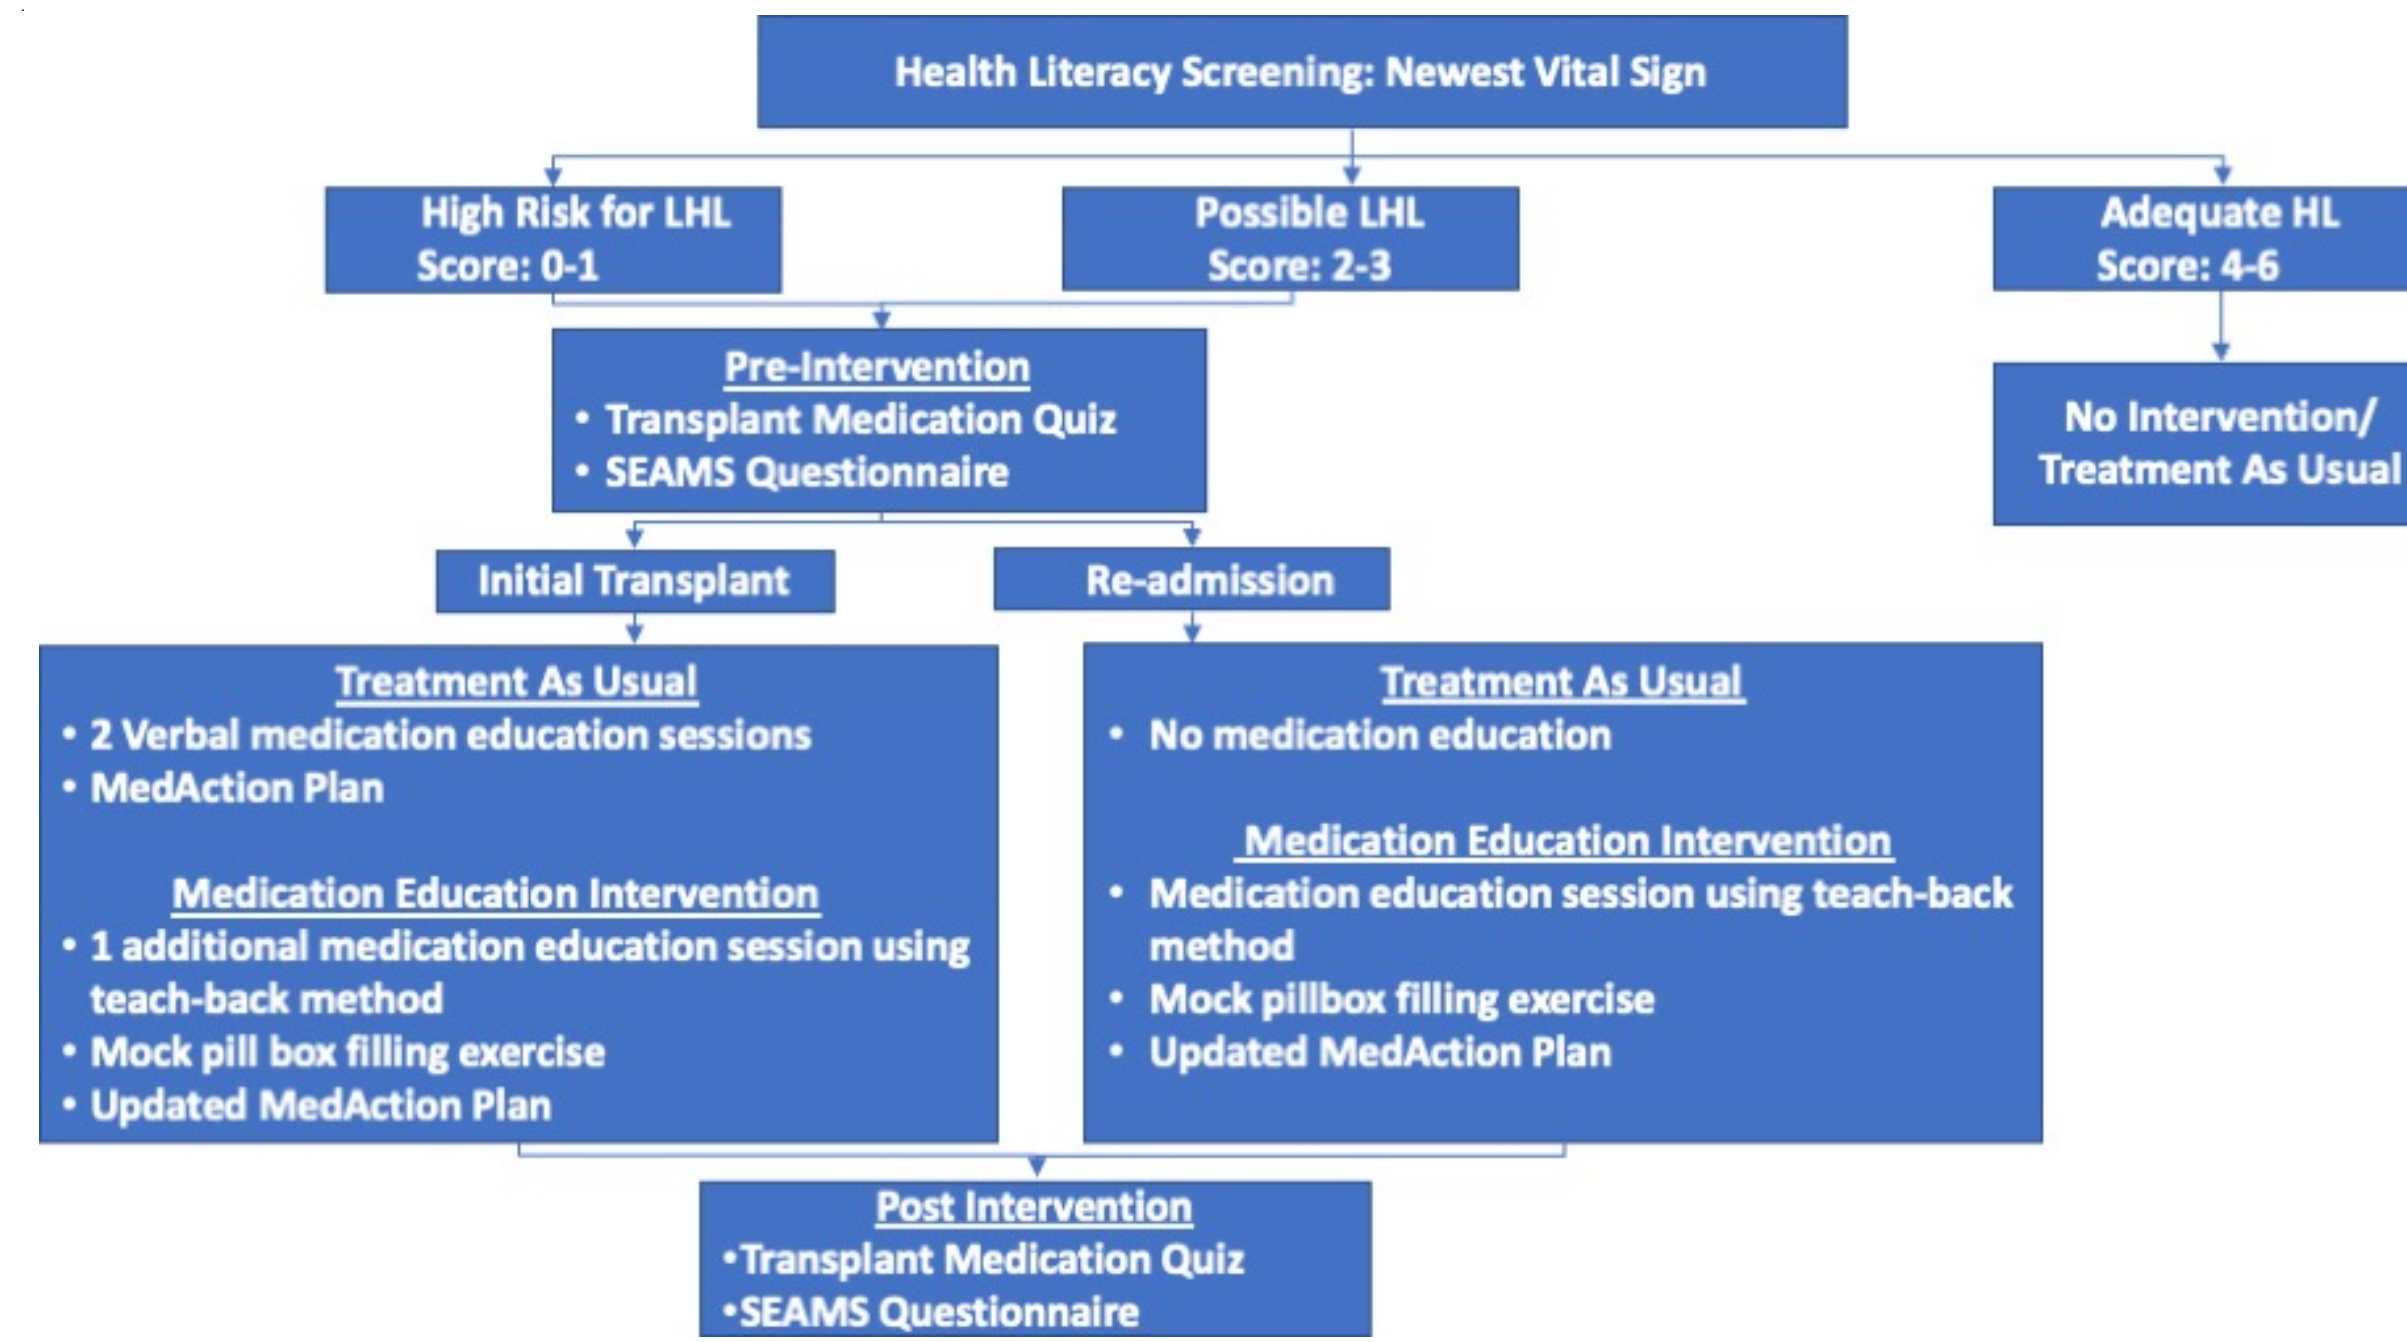 Health Literacy Screening: Newest Vital Sign
High Risk for LHL
Score: 0-1
Possible LHL
Score: 2-3
Adequate HL
Score: 4-6
Pre-Intervention
• Transplant Medication Quiz
• SEAMS Questionnaire
No Intervention/
Treatment As Usual
Initial Transplant
Re-admission
Treatment As Usual
• 2 Verbal medication education sessions
• MedAction Plan
Medication Education Intervention
• 1 additional medication education session using
teach-back method
• Mock pill box filling exercise
• Updated MedAction Plan
Treatment As Usual
• No medication education
Medication Education Intervention
• Medication education session using teach-back
method
• Mock pillbox filling exercise
• Updated MedAction Plan
Post Intervention
•Transplant Medication Quiz
•SEAMS Questionnaire